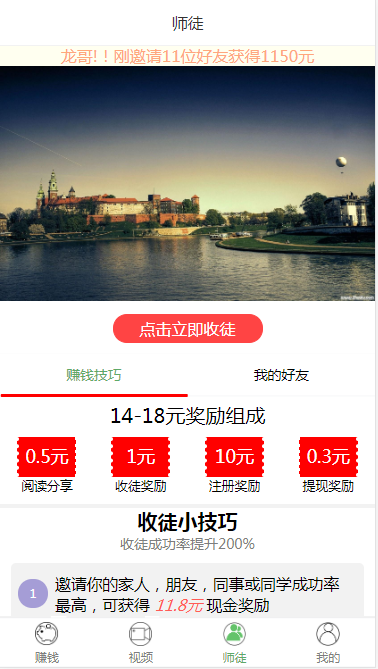 师徒
龙哥!！刚邀请11位好友获得1150元
点击立即收徒
赚钱技巧 我的好友
14-18元奖励组成
0.5元 1元 10元 0.3元
阅读分享 收徒奖励 注册奖励 提现奖励
收徒小技巧
收徒成功率提升200%
1 邀请你的家人，朋友，同事或同学成功率
最高，可获得 11.8元 现金奖励
赚钱 视频 师徒 我的